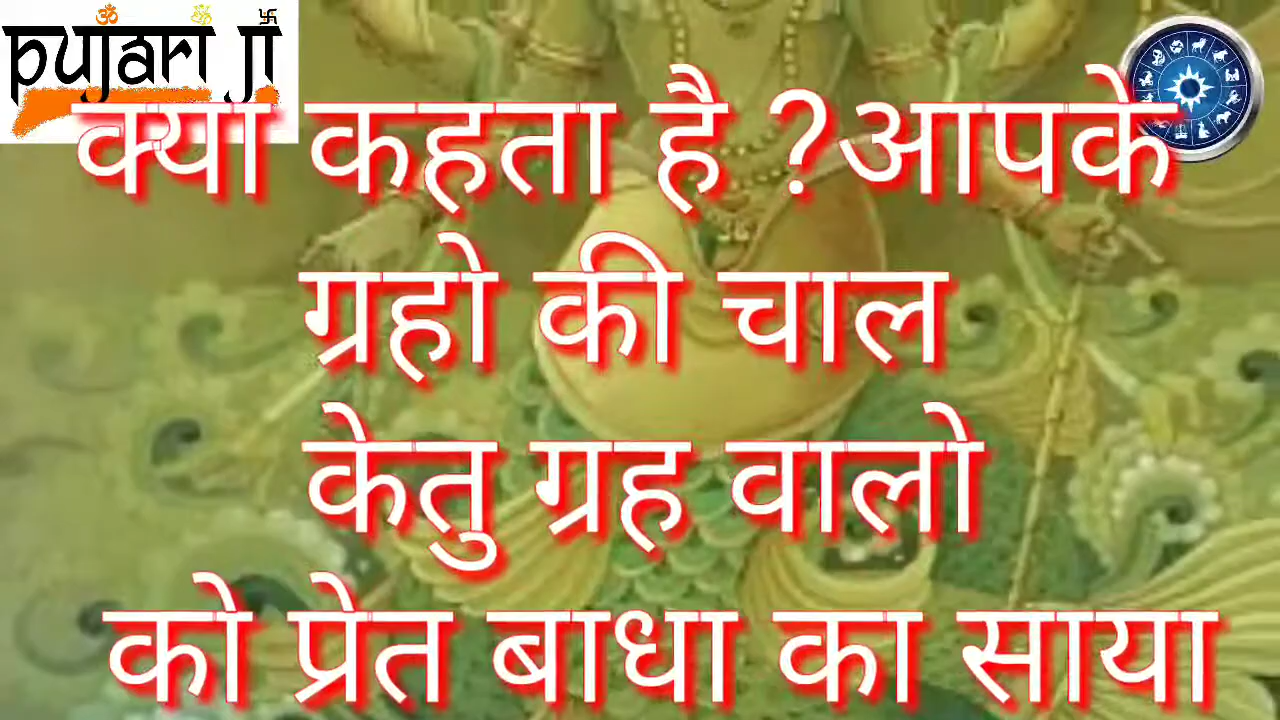 pujari ji
क्या कहता है ?आपके
ग्रहो की चाल
केतु ग्रह वालो
को प्रेत बाधा का साया